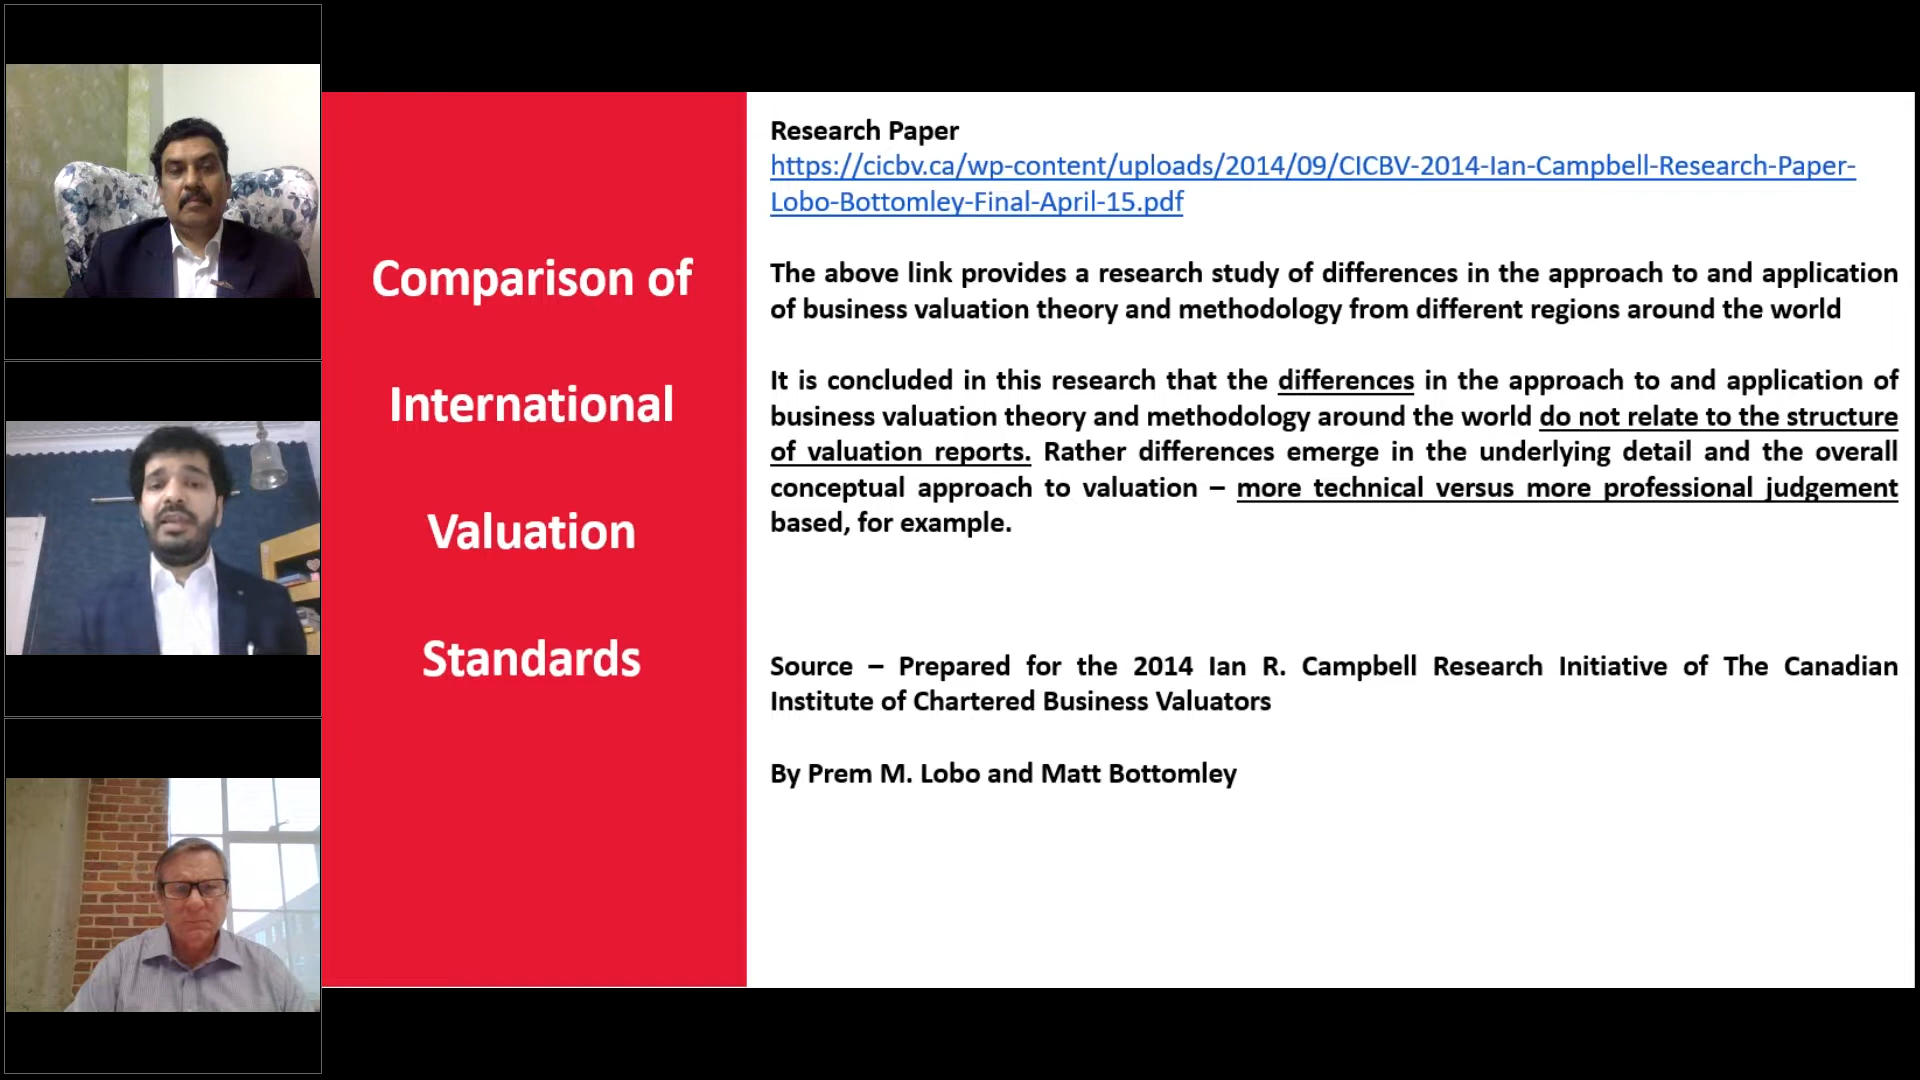 Comparison of
International
Valuation
Standards
Research Paper
https://cicbv.ca/wp-content/uploads/2014/09/CICBV-2014-Ian-Campbell-Research-Paper-
Lobo-Bottomley-Final-April-15.pdf
The above link provides a research study of differences in the approach to and application
of business valuation theory and methodology from different regions around the world
It is concluded in this research that the differences in the approach to and application of
business valuation theory and methodology around the world do not relate to the structure
of valuation reports. Rather differences emerge in the underlying detail and the overall
conceptual approach to valuation – more technical versus more professional judgement
based, for example.
Source – Prepared for the 2014 Ian R. Campbell Research Initiative of The Canadian
Institute of Chartered Business Valuators
By Prem M. Lobo and Matt Bottomley